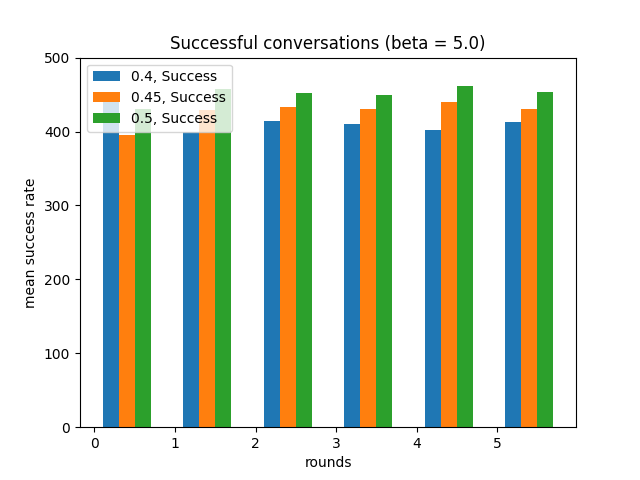 Successful conversations (beta = 5.0)
500
400
300
200
100
0
mean success rate
0.4, Success
0.45, Success
0.5, Success
0 1 2 3 4 5
rounds